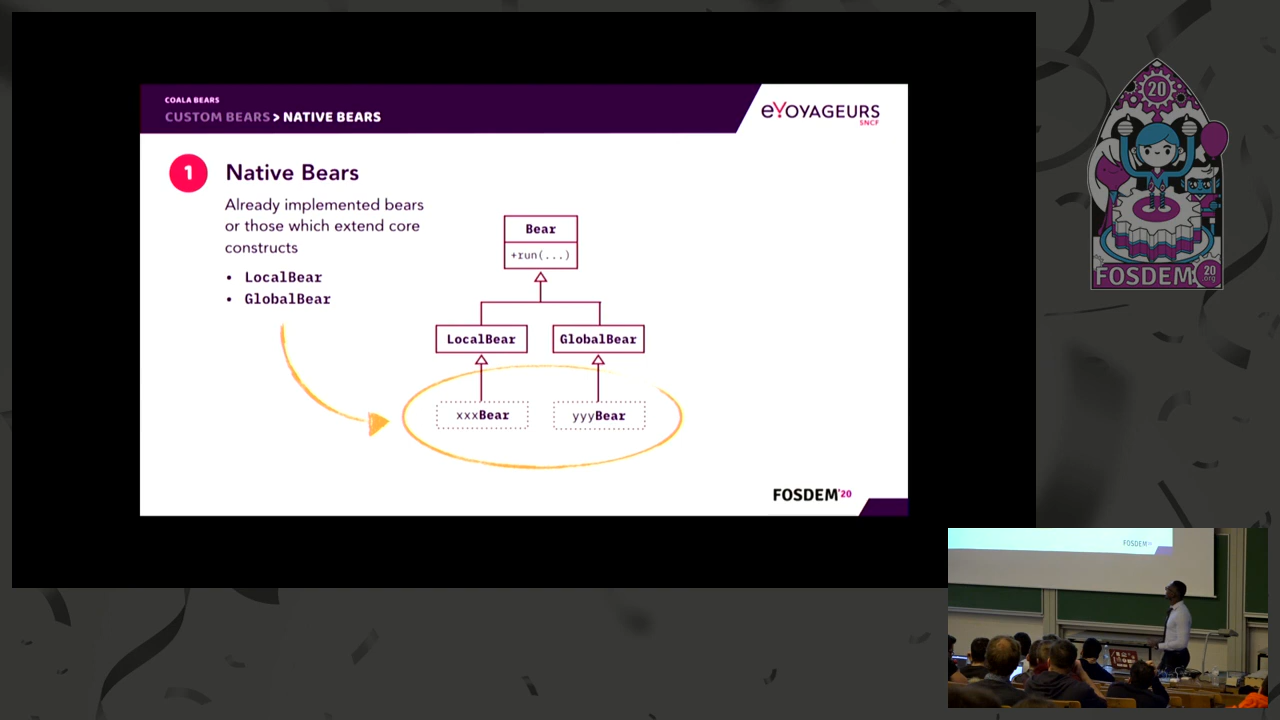 COALA BEARS
CUSTOM BEARS > NATIVE BEARS
eVOYAGEURS
SNCF
1
Native Bears
Already implemented bears
or those which extend core
constructs
• LocalBear
• GlobalBear
Bear
+run(...)
LocalBear
GlobalBear
xxxBear
yyyBear
FOSDEM'20
20
FOSDEM
20
.org
FOSDEM